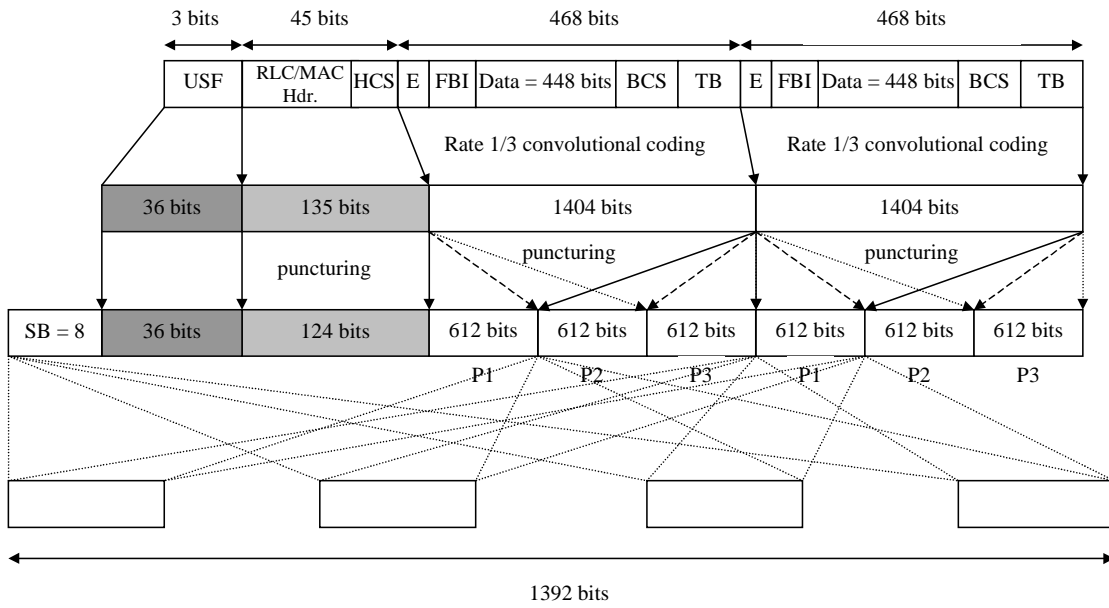 3 bits 45 bits 468 bits 468 bits
USF RLC/MAC Hdr. HCS E FBI Data = 448 bits BCS TB E FBI Data = 448 bits BCS TB
Rate 1/3 convolutional coding Rate 1/3 convolutional coding
36 bits 135 bits 1404 bits 1404 bits
puncturing puncturing puncturing
SB = 8 36 bits 124 bits 612 bits 612 bits 612 bits 612 bits 612 bits 612 bits
P1 P2 P3 P1 P2 P3
1392 bits